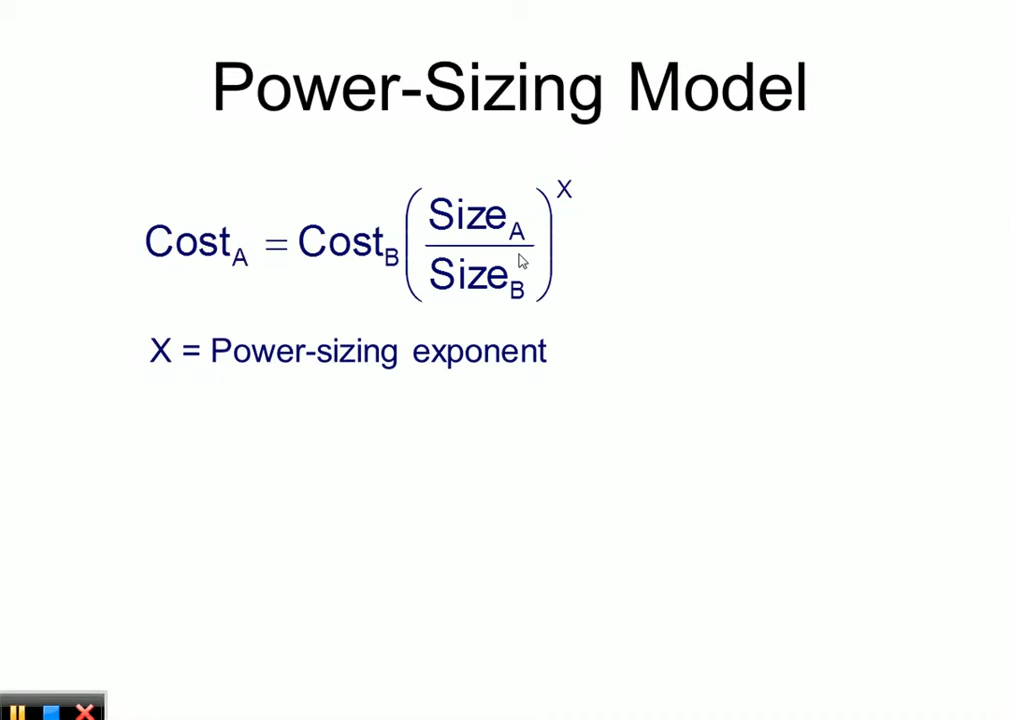 Power-Sizing Model
Cost_A = Cost_B (Size_A / Size_B)^X
X = Power-sizing exponent